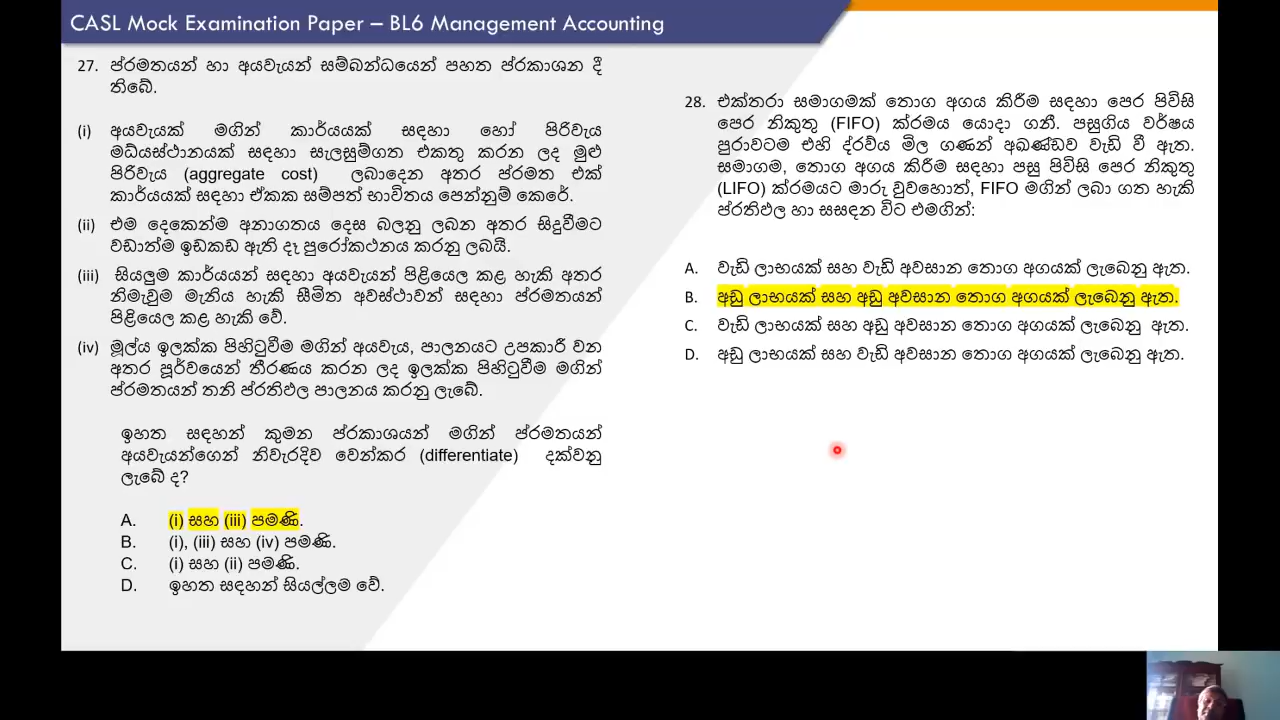 CASL Mock Examination Paper – BL6 Management Accounting
27. ප්රමතයන් හා අයවැයන් සම්බන්ධයෙන් පහත ප්රකාශන දී
තිබේ.
(i) අයවැයක් මගින් කාර්යයක් සඳහා හෝ පිරිවැය
මධ්යස්ථානයක් සඳහා සැලසුම්ගත එකතු කරන ලද මුළු
පිරිවැය (aggregate cost) ලබාදෙන අතර ප්රමත එක්
කාර්යයක් සඳහා ඒකක සම්පත් භාවිතය පෙන්නුම් කෙරේ.
(ii) එම දෙකෙන්ම අනාගතය දෙස බලනු ලබන අතර සිදුවීමට
වඩාත්ම ඉඩකඩ ඇති දෑ පුරෝකථනය කරනු ලබයි.
(iii) සියලුම කාර්යයන් සඳහා අයවැයන් පිළියෙල කළ හැකි අතර
නිමැවුම මැනිය හැකි සීමිත අවස්ථාවන් සඳහා ප්රමතයන්
පිළියෙල කළ හැකි වේ.
(iv) මූල්ය ඉලක්ක පිහිටුවීම මගින් අයවැය, පාලනයට උපකාරී වන
අතර පූර්වයෙන් තීරණය කරන ලද ඉලක්ක පිහිටුවීම මගින්
ප්රමතයන් තනි ප්රතිඵල පාලනය කරනු ලැබේ.
ඉහත සඳහන් කුමන ප්රකාශයන් මගින් ප්රමතයන්
අයවැයන්ගෙන් නිවැරදිව වෙන්කර (differentiate) දක්වනු
ලැබේ ද?
A. (i) සහ (iii) පමණි.
B. (i), (iii) සහ (iv) පමණි.
C. (i) සහ (ii) පමණි.
D. ඉහත සඳහන් සියල්ලම වේ.
28. එක්තරා සමාගමක් තොග අගය කිරීම සඳහා පෙර පිවිසි
පෙර නිකුතු (FIFO) ක්රමය යොදා ගනී. පසුගිය වර්ෂය
පුරාවටම එහි ද්රව්ය මිල ගණන් අඛණ්ඩව වැඩි වී ඇත.
සමාගම, තොග අගය කිරීම සඳහා පසු පිවිසි පෙර නිකුතු
(LIFO) ක්රමයට මාරු වුවහොත්, FIFO මගින් ලබා ගත හැකි
ප්රතිඵල හා සසඳන විට එමගින්:
A. වැඩි ලාභයක් සහ වැඩි අවසාන තොග අගයක් ලැබෙනු ඇත.
B. අඩු ලාභයක් සහ අඩු අවසාන තොග අගයක් ලැබෙනු ඇත.
C. වැඩි ලාභයක් සහ අඩු අවසාන තොග අගයක් ලැබෙනු ඇත.
D. අඩු ලාභයක් සහ වැඩි අවසාන තොග අගයක් ලැබෙනු ඇත.